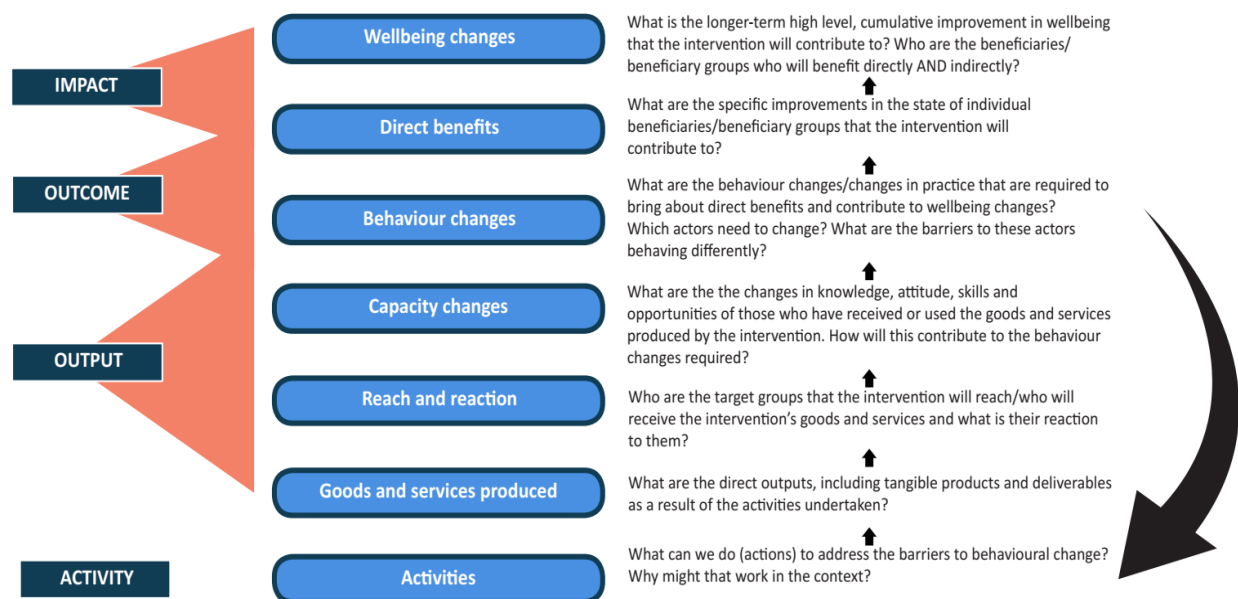 Wellbeing changes
What is the longer-term high level, cumulative improvement in wellbeing
that the intervention will contribute to? Who are the beneficiaries/
beneficiary groups who will benefit directly AND indirectly?
IMPACT
Direct benefits
What are the specific improvements in the state of individual
beneficiaries/beneficiary groups that the intervention will
contribute to?
OUTCOME
Behaviour changes
What are the behaviour changes/changes in practice that are required to
bring about direct benefits and contribute to wellbeing changes?
Which actors need to change? What are the barriers to these actors
behaving differently?
Capacity changes
What are the the changes in knowledge, attitude, skills and
opportunities of those who have received or used the goods and services
produced by the intervention. How will this contribute to the behaviour
changes required?
OUTPUT
Reach and reaction
Who are the target groups that the intervention will reach/who will
receive the intervention's goods and services and what is their reaction
to them?
Goods and services produced
What are the direct outputs, including tangible products and deliverables
as a result of the activities undertaken?
ACTIVITY
Activities
What can we do (actions) to address the barriers to behavioural change?
Why might that work in the context?